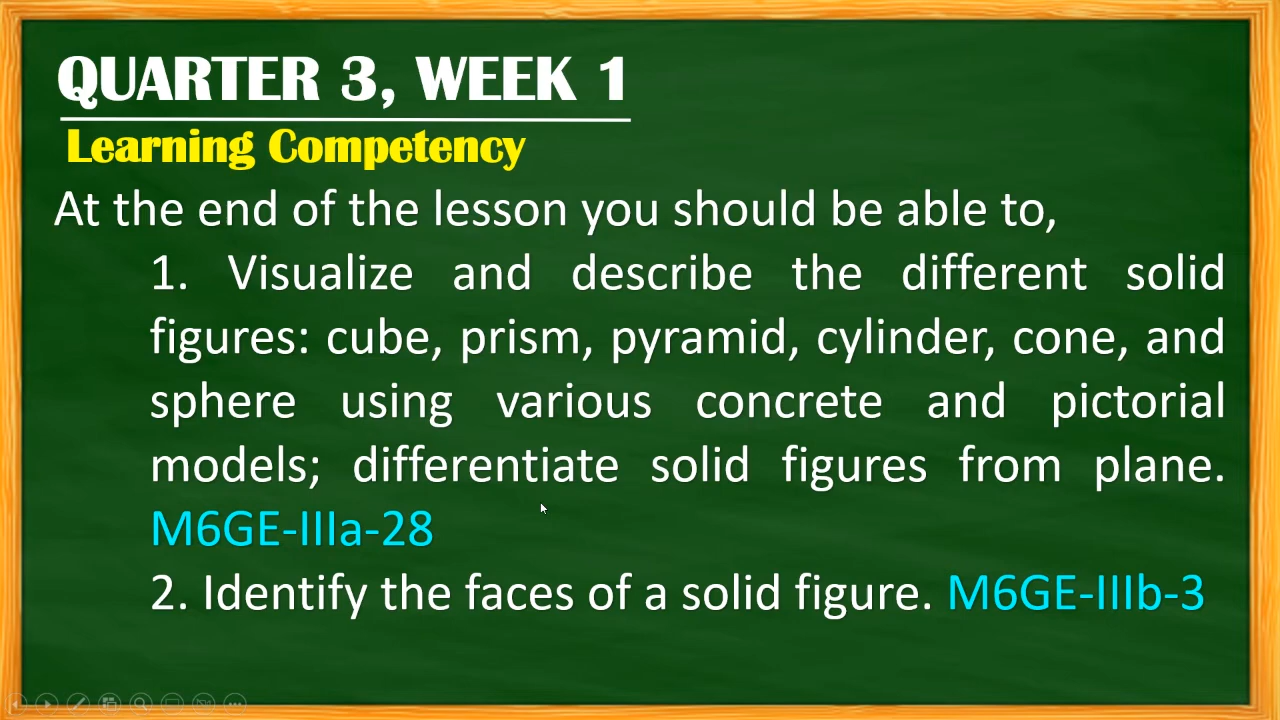 QUARTER 3, WEEK 1
Learning Competency
At the end of the lesson you should be able to,
1. Visualize and describe the different solid
figures: cube, prism, pyramid, cylinder, cone, and
sphere using various concrete and pictorial
models; differentiate solid figures from plane.
M6GE-IIIa-28
2. Identify the faces of a solid figure. M6GE-IIIb-3